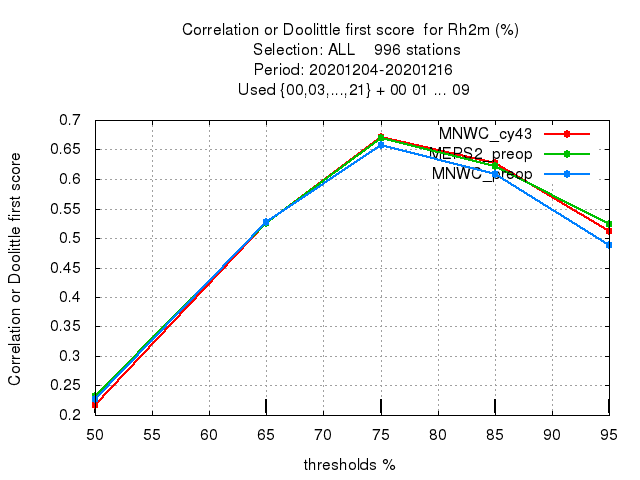 Correlation or Doolittle first score  for Rh2m (%)
Selection: ALL    996 stations
Period: 20201204-20201216
Used {00,03,...,21} + 00 01 ... 09
Correlation or Doolittle first score
0.7
0.65
0.6
0.55
0.5
0.45
0.4
0.35
0.3
0.25
0.2
MNWC_cy43
MEPS2_preop
MNWC_preop
50 55 60 65 70 75 80 85 90 95
thresholds %